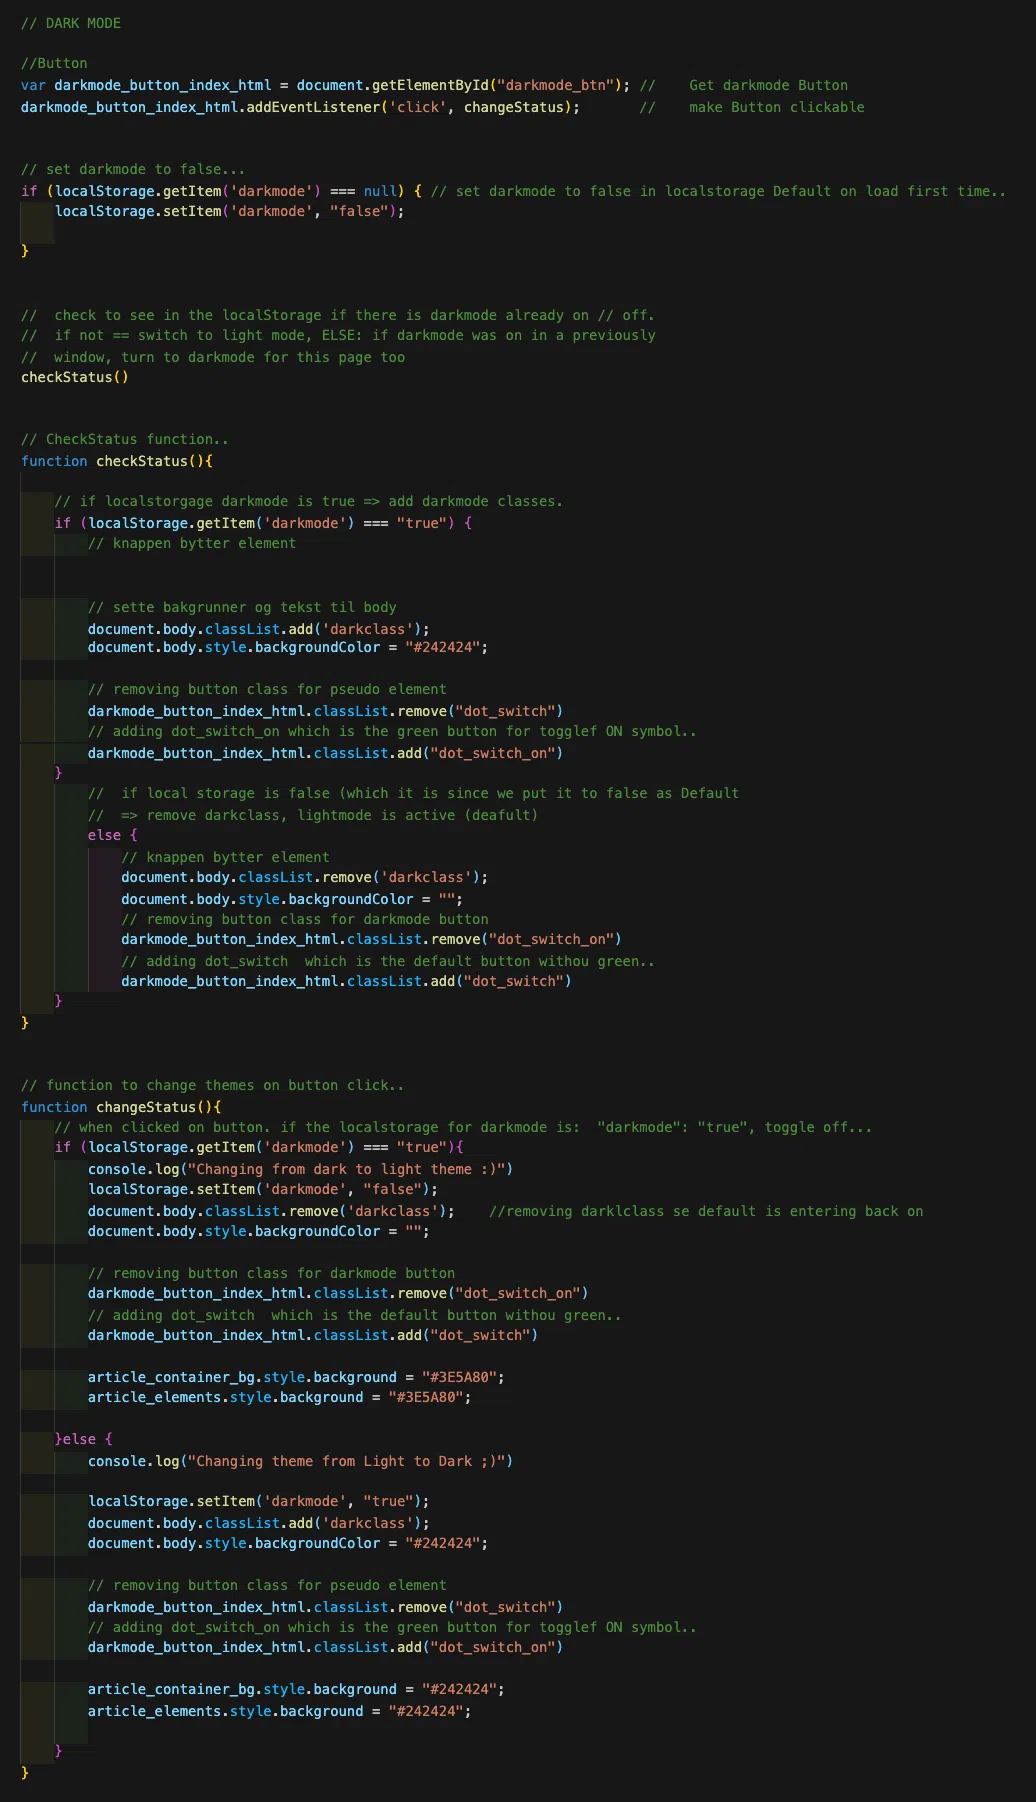 // DARK MODE
//Button
var darkmode_button_index_html = document.getElementById("darkmode_btn"); //    Get darkmode Button
darkmode_button_index_html.addEventListener('click', changeStatus);       //    make Button clickable
// set darkmode to false...
if (localStorage.getItem('darkmode') === null) { // set darkmode to false in localstorage Default on load first time..
    localStorage.setItem('darkmode', "false");
}
//  check to see in the localStorage if there is darkmode already on // off.
//  if not == switch to light mode, ELSE: if darkmode was on in a previously
//  window, turn to darkmode for this page too
checkStatus()
// CheckStatus function..
function checkStatus(){
    // if localstorgage darkmode is true => add darkmode classes.
    if (localStorage.getItem('darkmode') === "true") {
        // knappen bytter element
        // sette bakgrunner og tekst til body
        document.body.classList.add('darkclass');
        document.body.style.backgroundColor = "#242424";
        // removing button class for pseudo element
        darkmode_button_index_html.classList.remove("dot_switch")
        // adding dot_switch_on which is the green button for togglef ON symbol..
        darkmode_button_index_html.classList.add("dot_switch_on")
    }
        //  if local storage is false (which it is since we put it to false as Default
        //  => remove darkclass, lightmode is active (deafult)
        else {
            // knappen bytter element
            document.body.classList.remove('darkclass');
            document.body.style.backgroundColor = "";
            // removing button class for darkmode button
            darkmode_button_index_html.classList.remove("dot_switch_on")
            // adding dot_switch  which is the default button withou green..
            darkmode_button_index_html.classList.add("dot_switch")
    }
}
// function to change themes on button click..
function changeStatus(){
    // when clicked on button. if the localstorage for darkmode is:  "darkmode": "true", toggle off...
    if (localStorage.getItem('darkmode') === "true"){
        console.log("Changing from dark to light theme :)")
        localStorage.setItem('darkmode', "false");
        document.body.classList.remove('darkclass');    //removing darklclass se default is entering back on
        document.body.style.backgroundColor = "";
        // removing button class for darkmode button
        darkmode_button_index_html.classList.remove("dot_switch_on")
        // adding dot_switch  which is the default button withou green..
        darkmode_button_index_html.classList.add("dot_switch")
        article_container_bg.style.background = "#3E5A80";
        article_elements.style.background = "#3E5A80";
    }else {
        console.log("Changing theme from Light to Dark ;)")
        localStorage.setItem('darkmode', "true");
        document.body.classList.add('darkclass');
        document.body.style.backgroundColor = "#242424";
        // removing button class for pseudo element
        darkmode_button_index_html.classList.remove("dot_switch")
        // adding dot_switch_on which is the green button for togglef ON symbol..
        darkmode_button_index_html.classList.add("dot_switch_on")
        article_container_bg.style.background = "#242424";
        article_elements.style.background = "#242424";
    }
}